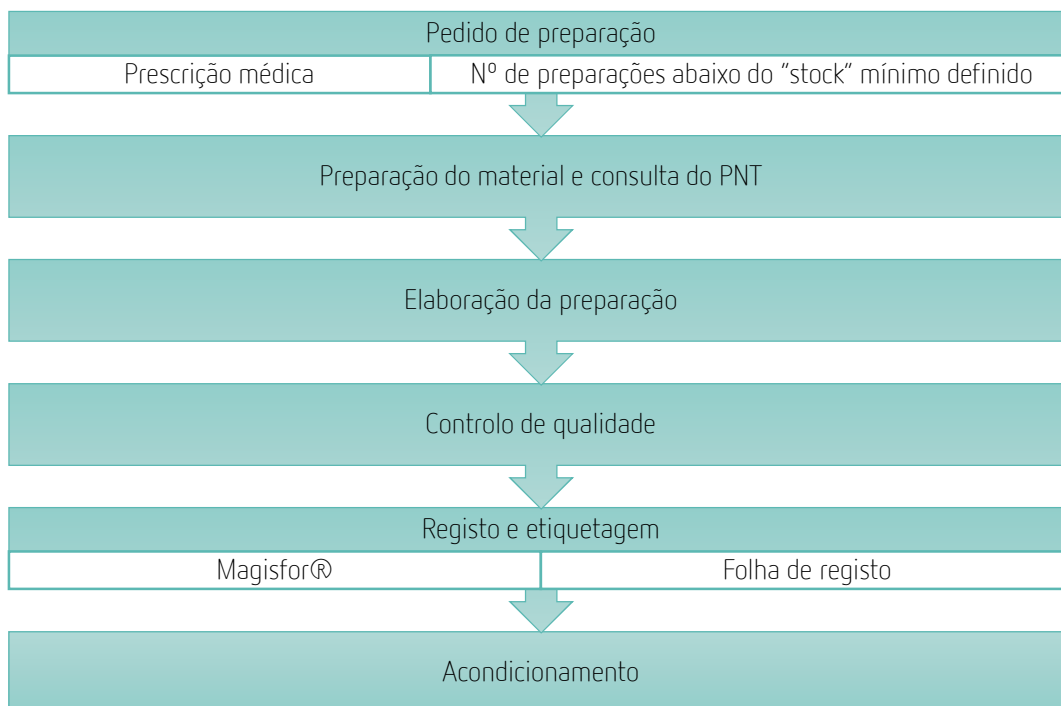 Pedido de preparação
Prescrição médica
Nº de preparações abaixo do "stock" mínimo definido
Preparação do material e consulta do PNT
Elaboração da preparação
Controlo de qualidade
Registo e etiquetagem
Magisfor®
Folha de registo
Acondicionamento